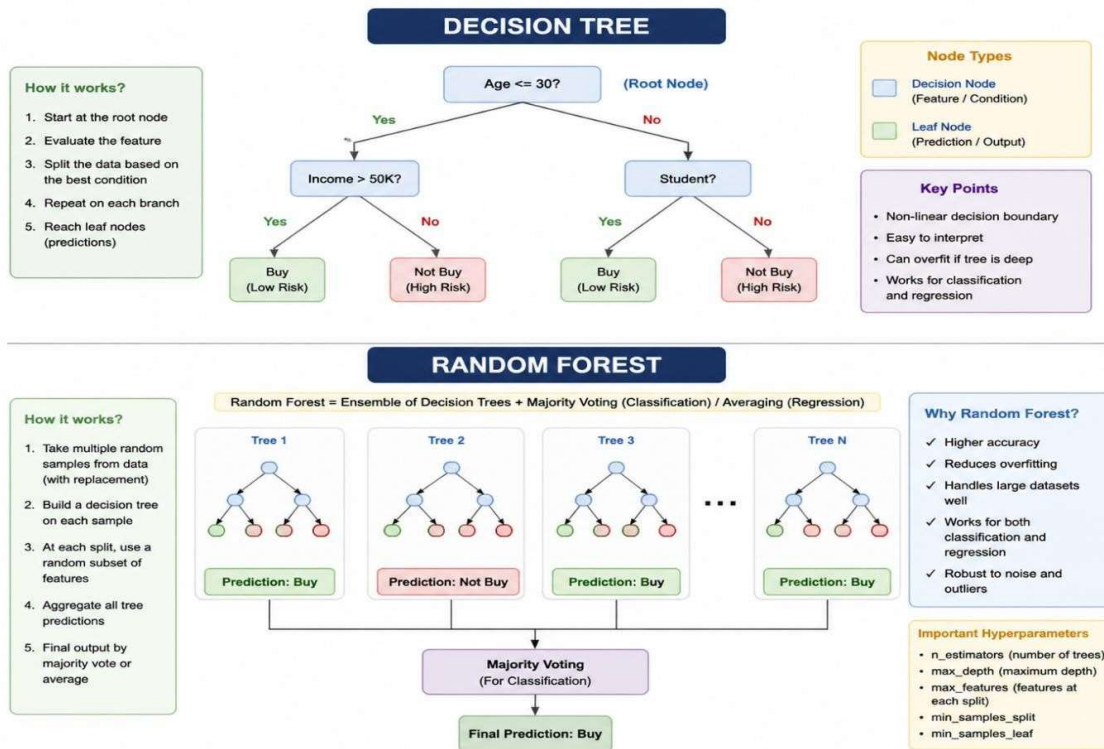 DECISION TREE
How it works?
1. Start at the root node
2. Evaluate the feature
3. Split the data based on
the best condition
4. Repeat on each branch
5. Reach leaf nodes
(predictions)
Age <= 30?
(Root Node)
Yes
No
Income > 50K?
Student?
Yes
No
Yes
No
Buy
(Low Risk)
Not Buy
(High Risk)
Buy
(Low Risk)
Not Buy
(High Risk)
Node Types
Decision Node
(Feature / Condition)
Leaf Node
(Prediction / Output)
Key Points
• Non-linear decision boundary
• Easy to interpret
• Can overfit if tree is deep
• Works for classification
and regression
RANDOM FOREST
Random Forest = Ensemble of Decision Trees + Majority Voting (Classification) / Averaging (Regression)
How it works?
1. Take multiple random
samples from data
(with replacement)
2. Build a decision tree
on each sample
3. At each split, use a
random subset of
features
4. Aggregate all tree
predictions
5. Final output by
majority vote or
average
Tree 1
Prediction: Buy
Tree 2
Prediction: Not Buy
Tree 3
Prediction: Buy
...
Tree N
Prediction: Buy
Majority Voting
(For Classification)
Final Prediction: Buy
Why Random Forest?
✓ Higher accuracy
✓ Reduces overfitting
✓ Handles large datasets
well
✓ Works for both
classification and
regression
✓ Robust to noise and
outliers
Important Hyperparameters
• n_estimators (number of trees)
• max_depth (maximum depth)
• max_features (features at
each split)
• min_samples_split
• min_samples_leaf